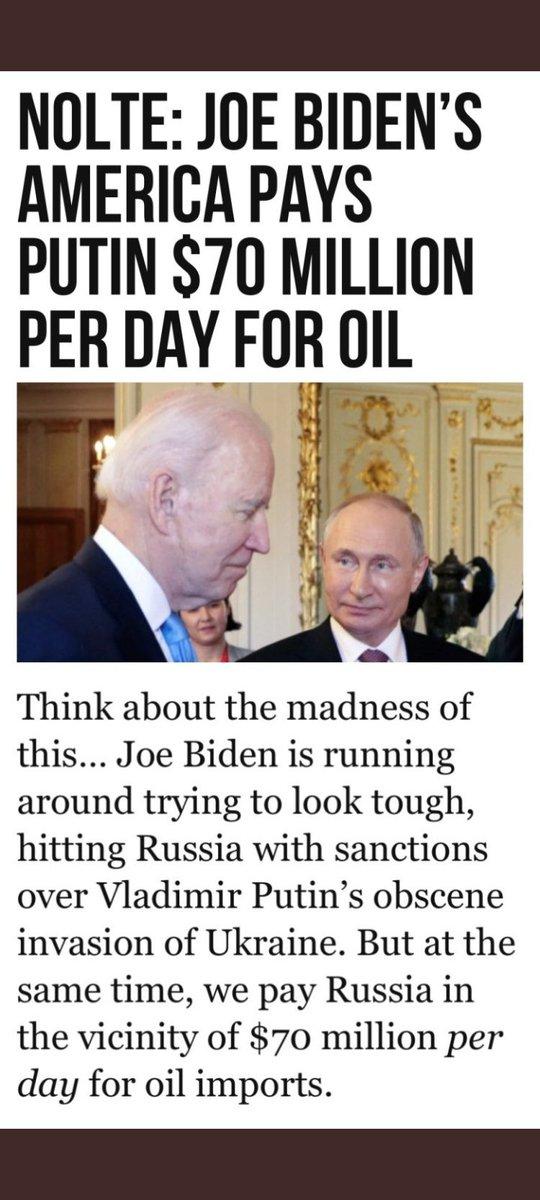 NOLTE: JOE BIDEN’S
AMERICA PAYS
PUTIN $70 MILLION
PER DAY FOR OIL
Think about the madness of
this... Joe Biden is running
around trying to look tough,
hitting Russia with sanctions
over Vladimir Putin’s obscene
invasion of Ukraine. But at the
same time, we pay Russia in
the vicinity of $70 million per
day for oil imports.